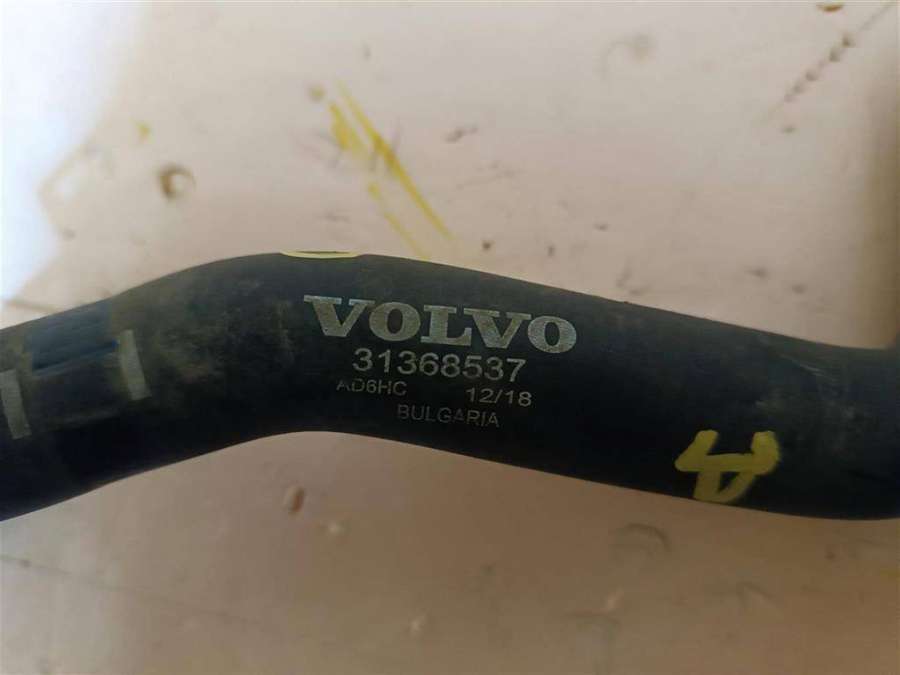 VOLVO
31368537
AD6HC 12/18
BULGARIA
A